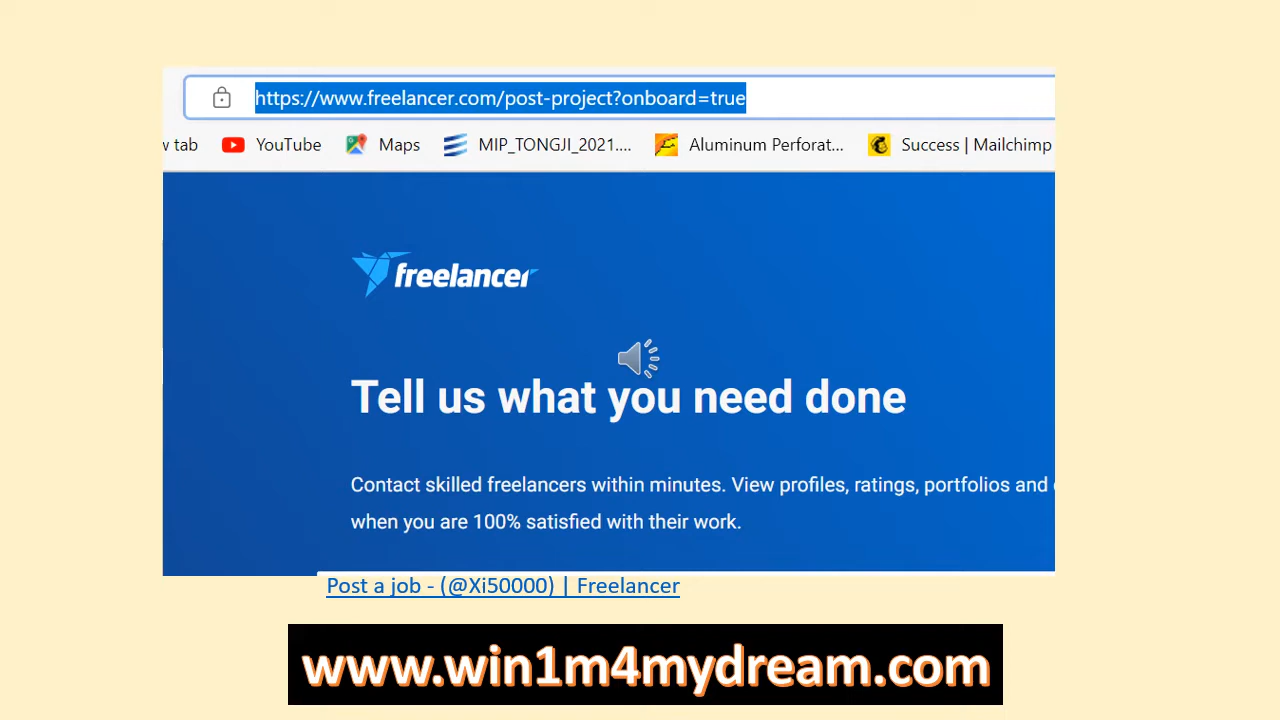 https://www.freelancer.com/post-project?onboard=true
w tab YouTube Maps MIP_TONGJI_2021.... Aluminum Perforat... Success | Mailchimp
freelancer
Tell us what you need done
Contact skilled freelancers within minutes. View profiles, ratings, portfolios and
when you are 100% satisfied with their work.
Post a job - (@Xi50000) | Freelancer
www.win1m4mydream.com